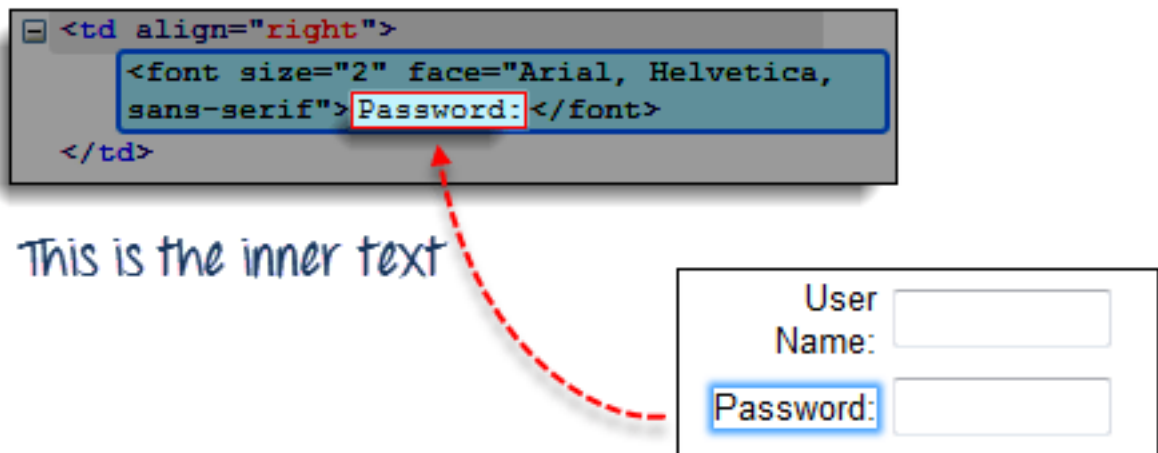 <td align="right">
<font size="2" face="Arial, Helvetica,
sans-serif">Password:</font>
</td>
This is the inner text
User
Name:
Password: